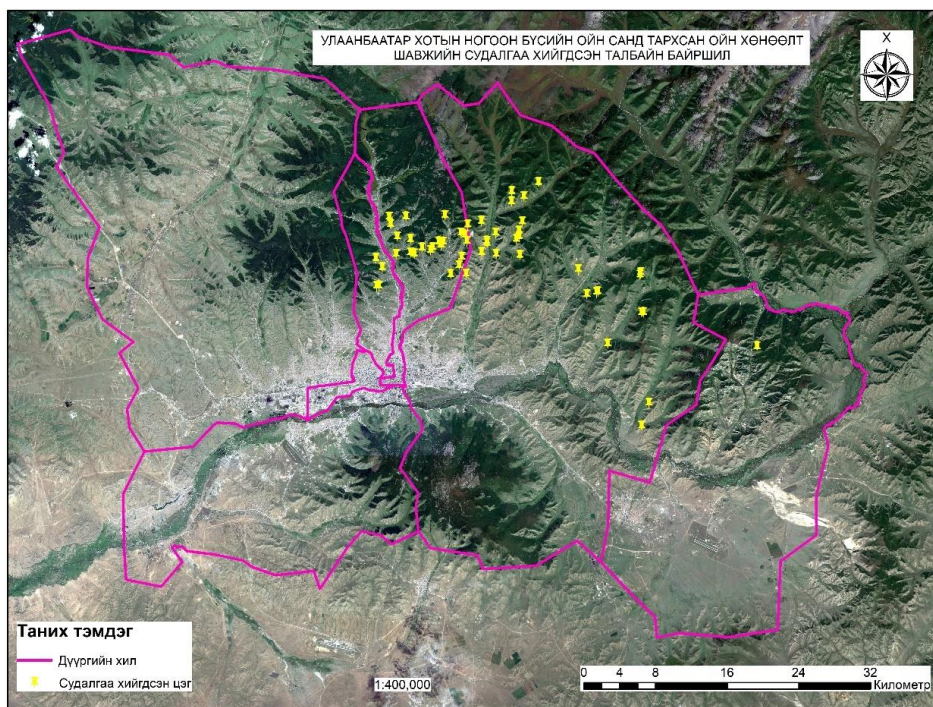 УЛААНБААТАР ХОТЫН НОГООН БҮСИЙН ОЙН САНД ТАРХСАН ОЙН ХӨНӨӨЛТ
ШАВЖИЙН СУДАЛГАА ХИЙГДСЭН ТАЛБАЙН БАЙРШИЛ
Х
Таних тэмдэг
Дүүргийн хил
Судалгаа хийгдсэн цэг
1:400,000
0 4 8 16 24 32
Километр